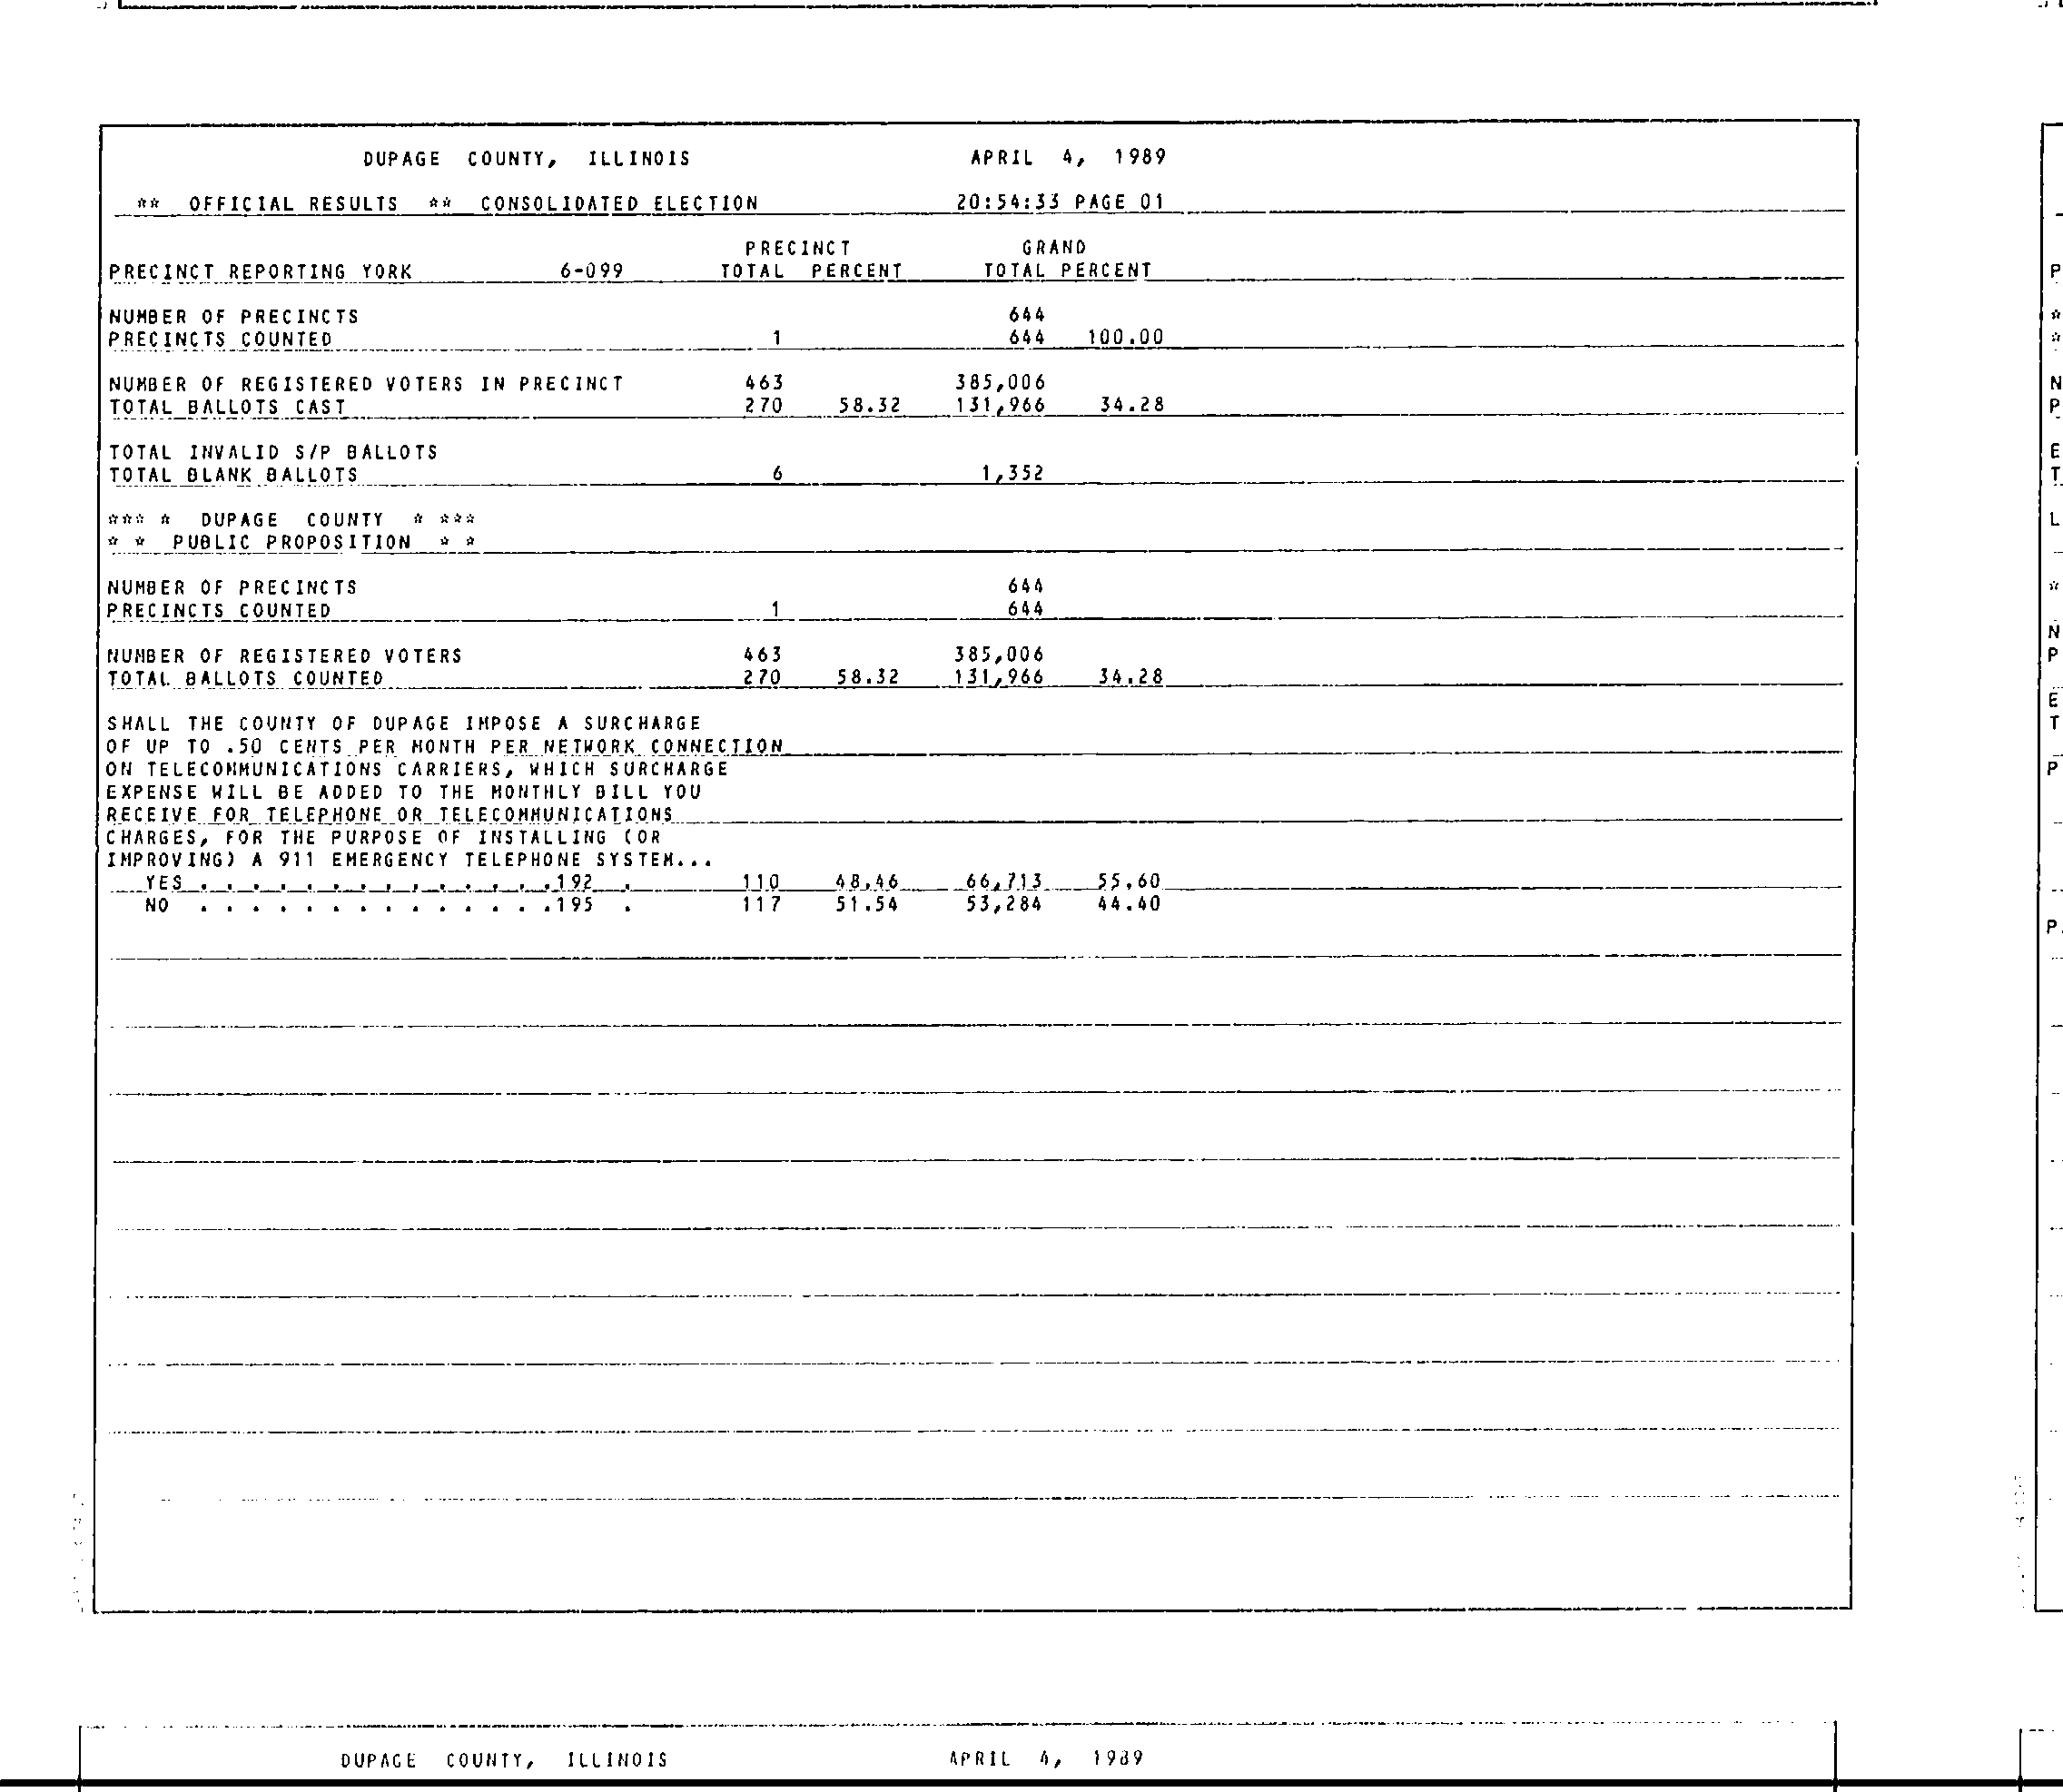 DUPAGE COUNTY, ILLINOIS APRIL 4, 1989
** OFFICIAL RESULTS ** CONSOLIDATED ELECTION 20:54:33 PAGE 01
PRECINCT GRAND
PRECINCT REPORTING YORK 6-099 TOTAL PERCENT TOTAL PERCENT
NUMBER OF PRECINCTS 644
PRECINCTS COUNTED 1 644 100.00
NUMBER OF REGISTERED VOTERS IN PRECINCT 463 385,006
TOTAL BALLOTS CAST 270 58.32 131,966 34.28
TOTAL INVALID S/P BALLOTS
TOTAL BLANK BALLOTS 6 1,352
*** * DUPAGE COUNTY * ***
* * PUBLIC PROPOSITION * *
NUMBER OF PRECINCTS 644
PRECINCTS COUNTED 1 644
NUMBER OF REGISTERED VOTERS 463 385,006
TOTAL BALLOTS COUNTED 270 58.32 131,966 34.28
SHALL THE COUNTY OF DUPAGE IMPOSE A SURCHARGE
OF UP TO .50 CENTS PER MONTH PER NETWORK CONNECTION
ON TELECOMMUNICATIONS CARRIERS, WHICH SURCHARGE
EXPENSE WILL BE ADDED TO THE MONTHLY BILL YOU
RECEIVE FOR TELEPHONE OR TELECOMMUNICATIONS
CHARGES, FOR THE PURPOSE OF INSTALLING (OR
IMPROVING) A 911 EMERGENCY TELEPHONE SYSTEM...
YES . . . . . . . . . . . . . .192 . 110 48.46 66,713 55.60
NO . . . . . . . . . . . . . .195 . 117 51.54 53,284 44.40
DUPAGE COUNTY, ILLINOIS APRIL 4, 1989